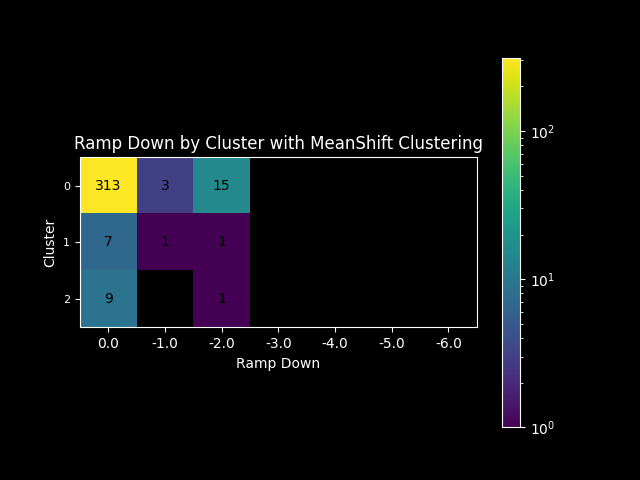 Ramp Down by Cluster with MeanShift Clustering
0 313 3 15
1 7 1 1
2 9 1
0.0 -1.0 -2.0 -3.0 -4.0 -5.0 -6.0
Ramp Down
Cluster
10²
10¹
10⁰